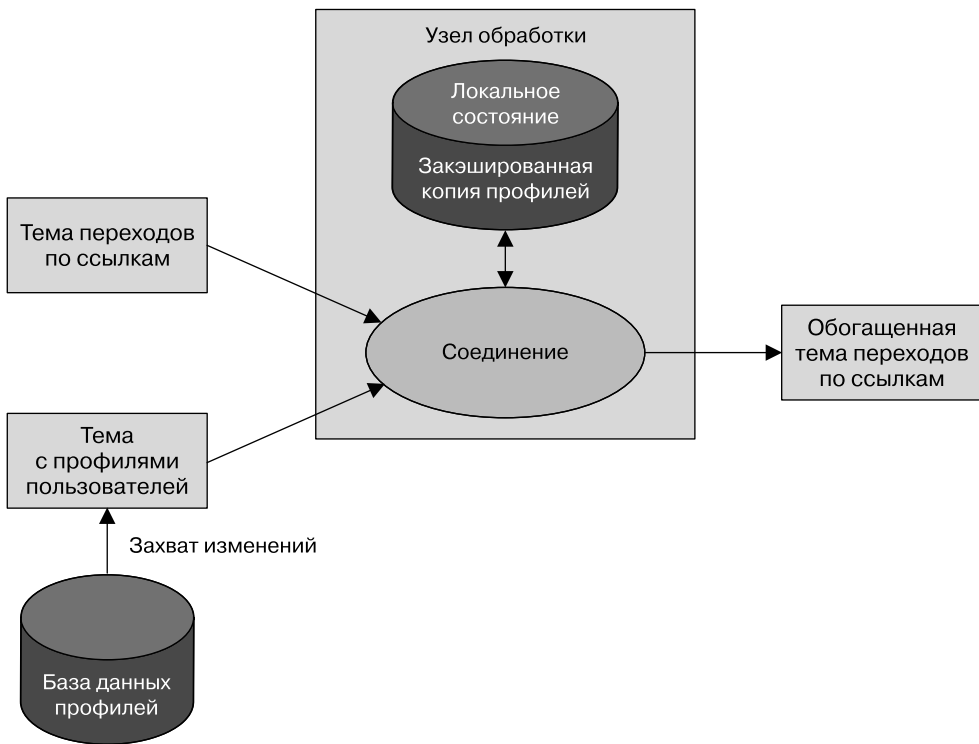 Узел обработки
Локальное
состояние
Закэшированная
копия профилей
Тема переходов
по ссылкам
Соединение
Обогащенная
тема переходов
по ссылкам
Тема
с профилями
пользователей
Захват изменений
База данных
профилей